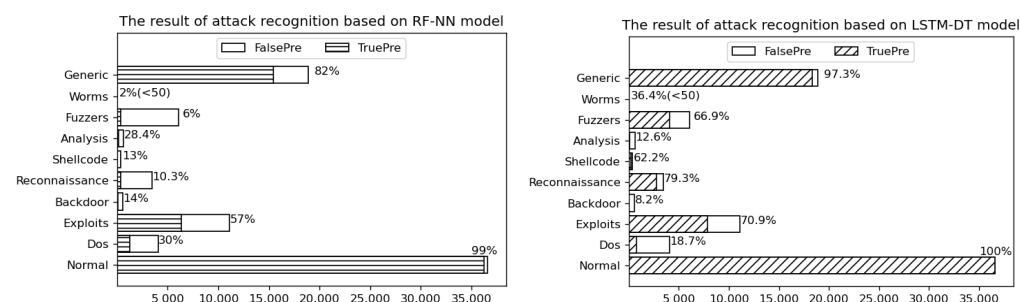 The result of attack recognition based on RF-NN model
FalsePre TruePre
Generic 82%
Worms 2%(<50)
Fuzzers 6%
Analysis 28.4%
Shellcode 13%
Reconnaissance 10.3%
Backdoor 14%
Exploits 57%
Dos 30%
Normal 99%
5.000 10.000 15.000 20.000 25.000 30.000 35.000
The result of attack recognition based on LSTM-DT model
FalsePre TruePre
Generic 97.3%
Worms 36.4%(<50)
Fuzzers 66.9%
Analysis 12.6%
Shellcode 62.2%
Reconnaissance 79.3%
Backdoor 8.2%
Exploits 70.9%
Dos 18.7%
Normal 100%
5.000 10.000 15.000 20.000 25.000 30.000 35.000